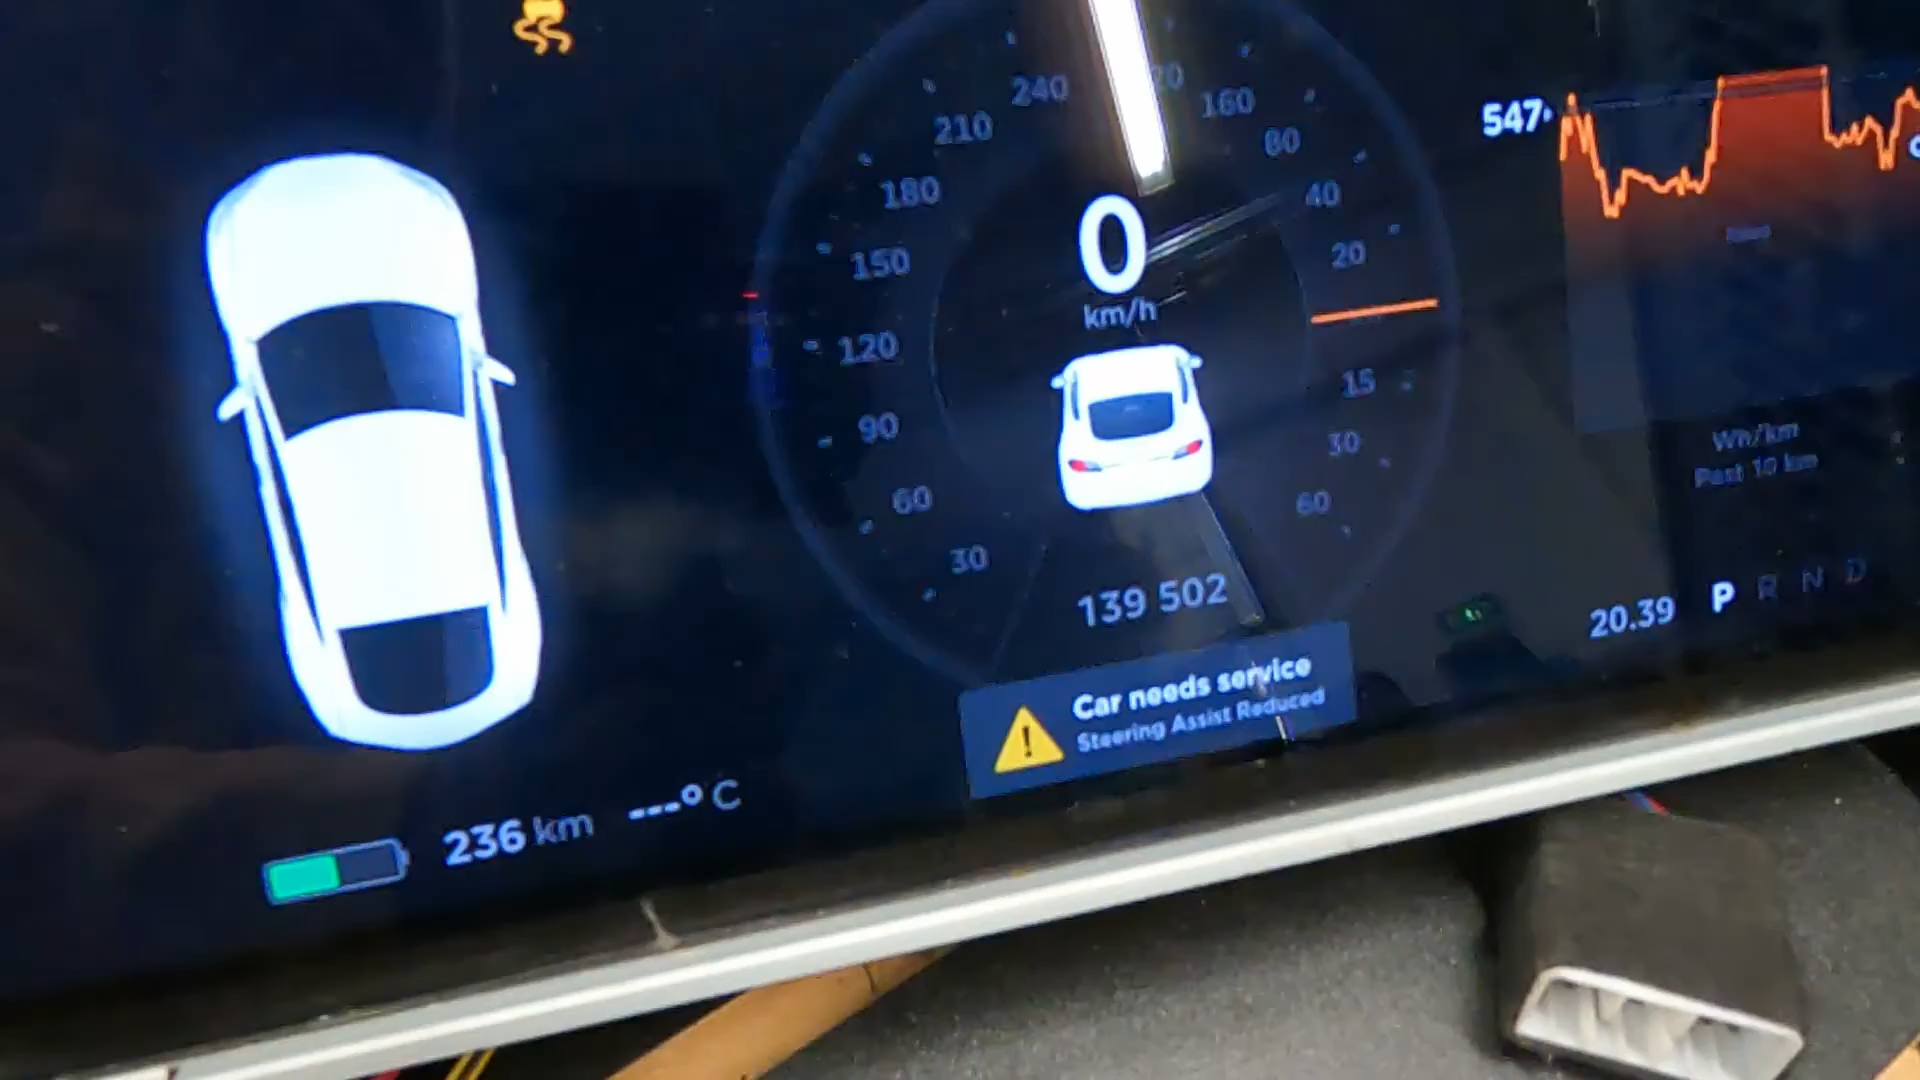 240
160
210
80
180
40
150
20
120
15
90
30
60
60
30
0
km/h
139 502
547
Wh/km
Past 10 km
20.39 P R N D
Car needs service
Steering Assist Reduced
236 km ---° C